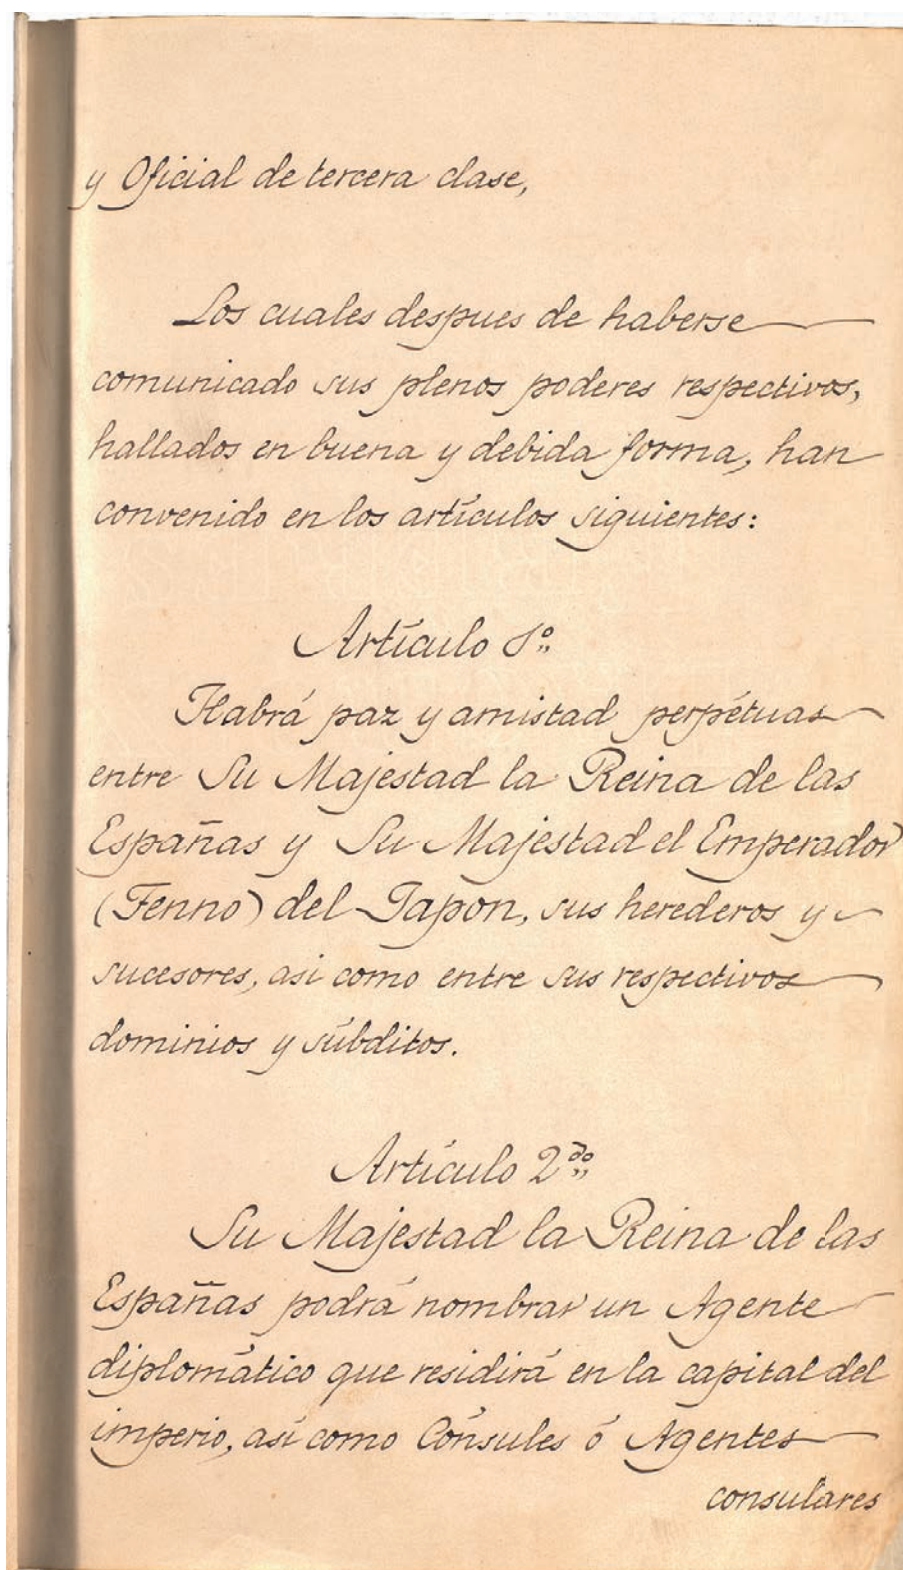 y Oficial de tercera clase,
Los cuales despues de haberse
comunicado sus plenos poderes respectivos,
hallados en buena y debida forma, han
convenido en los artículos siguientes:
Artículo 1º
Habrá paz y amistad perpétuas
entre Su Majestad la Reina de las
Españas y Su Majestad el Emperador
(Tenno) del Japon, sus herederos y
sucesores, asi como entre sus respectivos
dominios y súbditos.
Artículo 2do
Su Majestad la Reina de las
Españas podrá nombrar un Agente
diplomático que residirá en la capital del
imperio, así como Cónsules ó Agentes
consulares